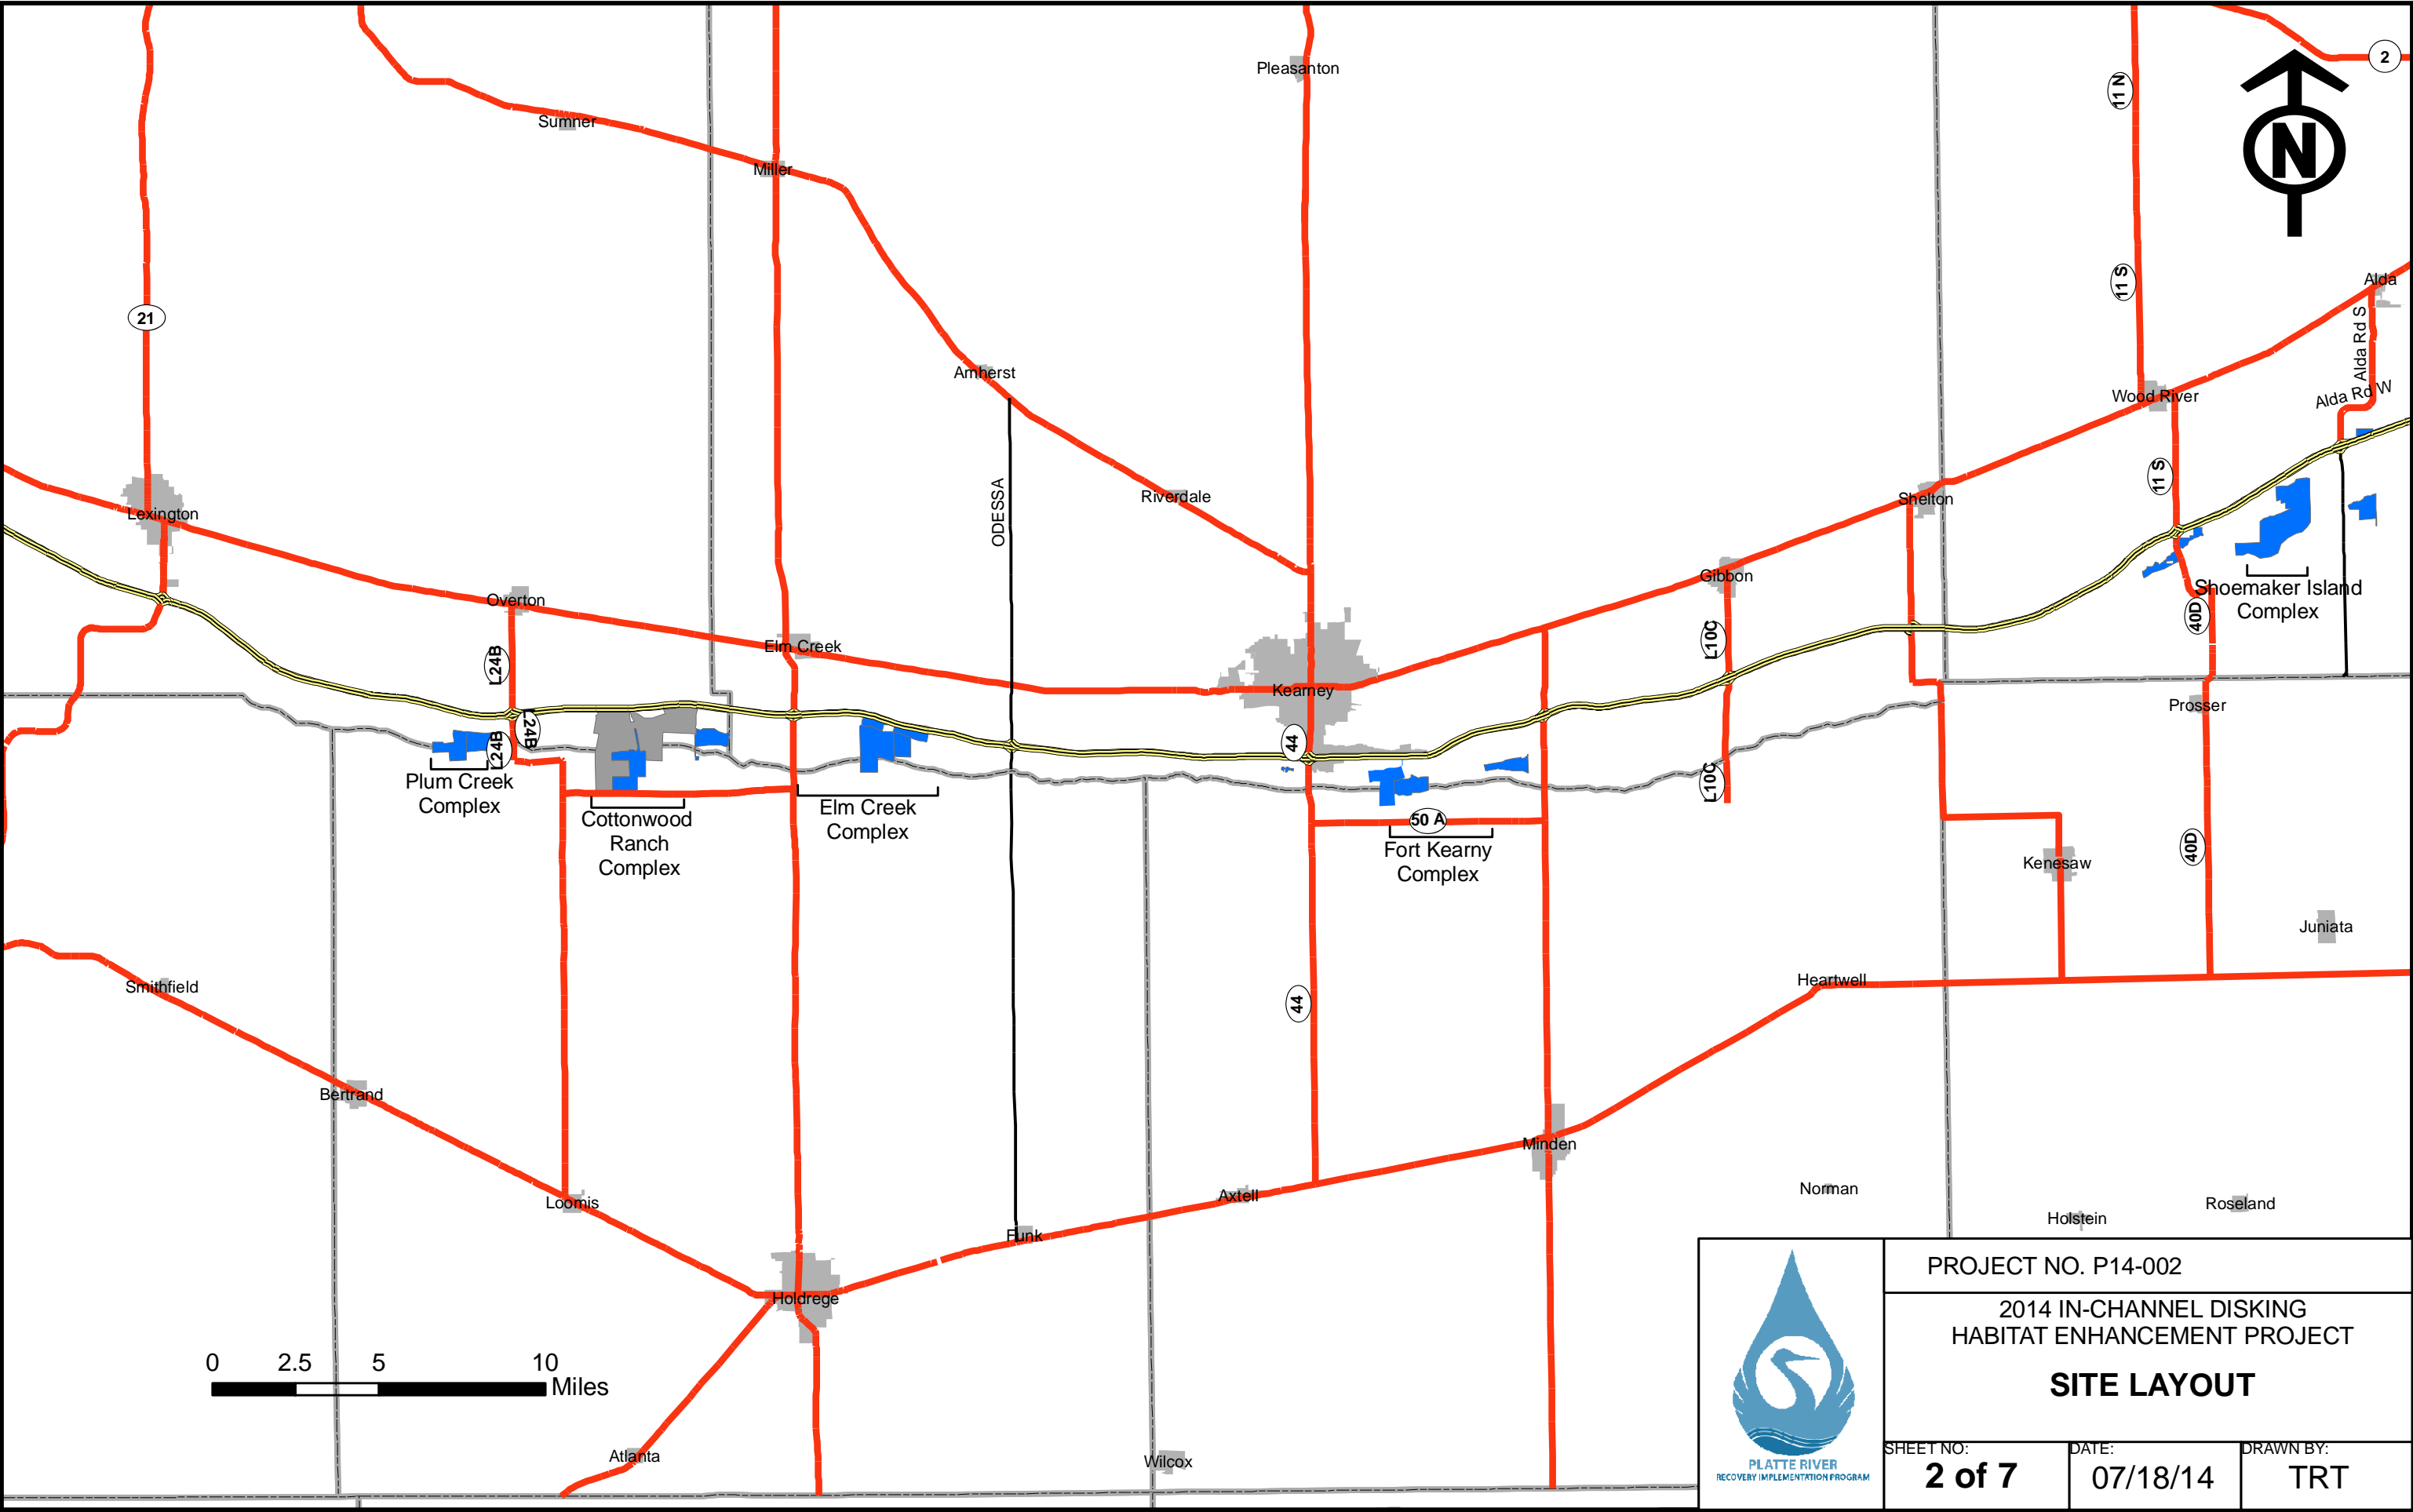 Pleasanton
2
11 N
Sumner
Miller
11 S
Alda
21
Alda Rd S
Amherst
Alda Rd W
Wood River
Riverdale
ODESSA
Shelton
11 S
Lexington
Gibbon
Shoemaker Island
Complex
Overton
40D
L10C
Elm Creek
L24B
Kearney
Prosser
L24B
44
L24B
Plum Creek
Complex
L10C
Elm Creek
Complex
Cottonwood
Ranch
Complex
50 A
Fort Kearny
Complex
40D
Kenesaw
Juniata
Heartwell
Smithfield
44
Bertrand
Minden
Loomis
Axtell
Norman
Roseland
Holstein
Funk
Holdrege
0 2.5 5 10
Miles
Atlanta
Wilcox
PLATTE RIVER
RECOVERY IMPLEMENTATION PROGRAM
PROJECT NO. P14-002
2014 IN-CHANNEL DISKING
HABITAT ENHANCEMENT PROJECT
SITE LAYOUT
SHEET NO:
2 of 7
DATE:
07/18/14
DRAWN BY:
TRT
N